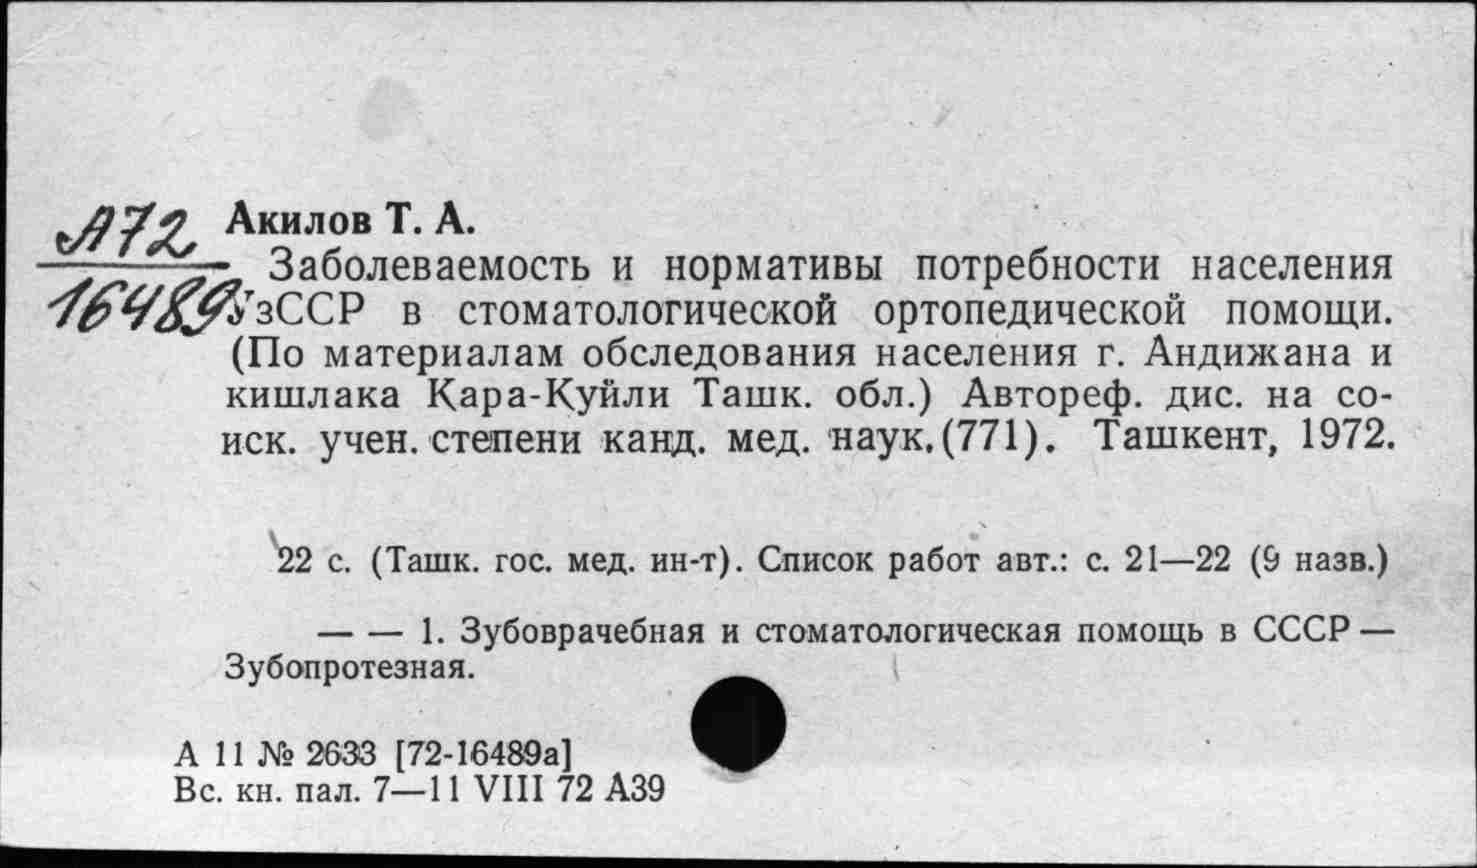 А72
16489
Акилов Т. А.
Заболеваемость и нормативы потребности населения
УзССР в стоматологической ортопедической помощи.
(По материалам обследования населения г. Андижана и
кишлака Кара-Куйли Ташк. обл.) Автореф. дис. на со-
иск. учен. степени канд. мед. наук. (771). Ташкент, 1972.
22 с. (Ташк. гос. мед. ин-т). Список работ авт.: с. 21—22 (9 назв.)
— — 1. Зубоврачебная и стоматологическая помощь в СССР —
Зубопротезная.
А 11 № 2633 [72-16489а]
Вс. кн. пал. 7—11 VIII 72 А39